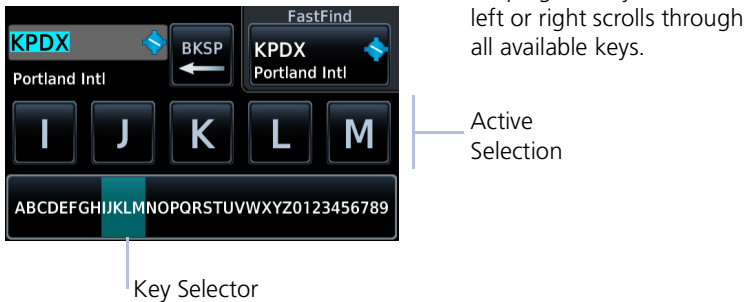 left or right scrolls through
all available keys.
FastFind
KPDX
BKSP
KPDX
Portland Intl
Portland Intl
I J K L M
Active
Selection
ABCDEFGHIJKLMNOPQRSTUVWXYZ0123456789
Key Selector